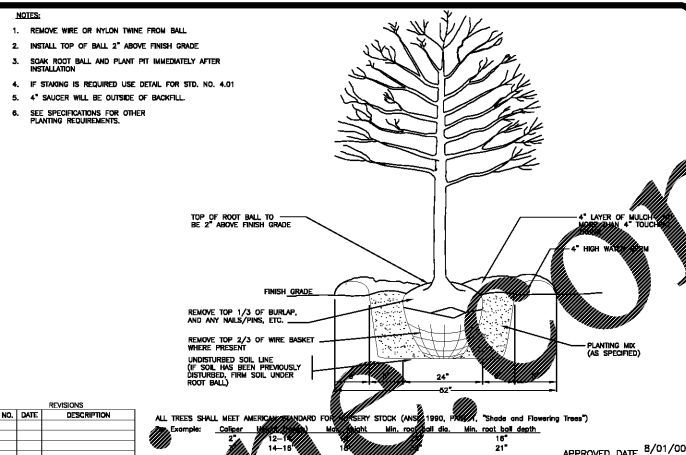 NOTES:
1. REMOVE WIRE OR NYLON TWINE FROM BALL
2. INSTALL TOP OF BALL 2" ABOVE FINISH GRADE
3. SOAK ROOT BALL AND PLANT PIT IMMEDIATELY AFTER
INSTALLATION
4. IF STAKING IS REQUIRED USE DETAIL FOR STD. NO. 4.01
5. 4" SAUCER WILL BE OUTSIDE OF BACKFILL.
6. SEE SPECIFICATIONS FOR OTHER
PLANTING REQUIREMENTS.
TOP OF ROOT BALL TO
BE 2" ABOVE FINISH GRADE
4" LAYER OF MULCH
MORE THAN 4" TOUCHING
4" HIGH WATER
FINISH GRADE
REMOVE TOP 1/3 OF BURLAP,
AND ANY NAILS/PINS, ETC.
REMOVE TOP 2/3 OF WIRE BASKET
WHERE PRESENT
UNDISTURBED SOIL LINE
(IF SOIL HAS BEEN PREVIOUSLY
DISTURBED, FIRM SOIL UNDER
ROOT BALL)
PLANTING MIX
(AS SPECIFIED)
24"
52"
REVISIONS
NO. DATE DESCRIPTION
ALL TREES SHALL MEET AMERICAN STANDARD FOR NURSERY STOCK (ANSI 1990, "Shade and Flowering Trees")
Example: Caliper Min. root ball dia. Min. root ball depth
2" 16"
14-15' 21"
APPROVED DATE 8/01/00